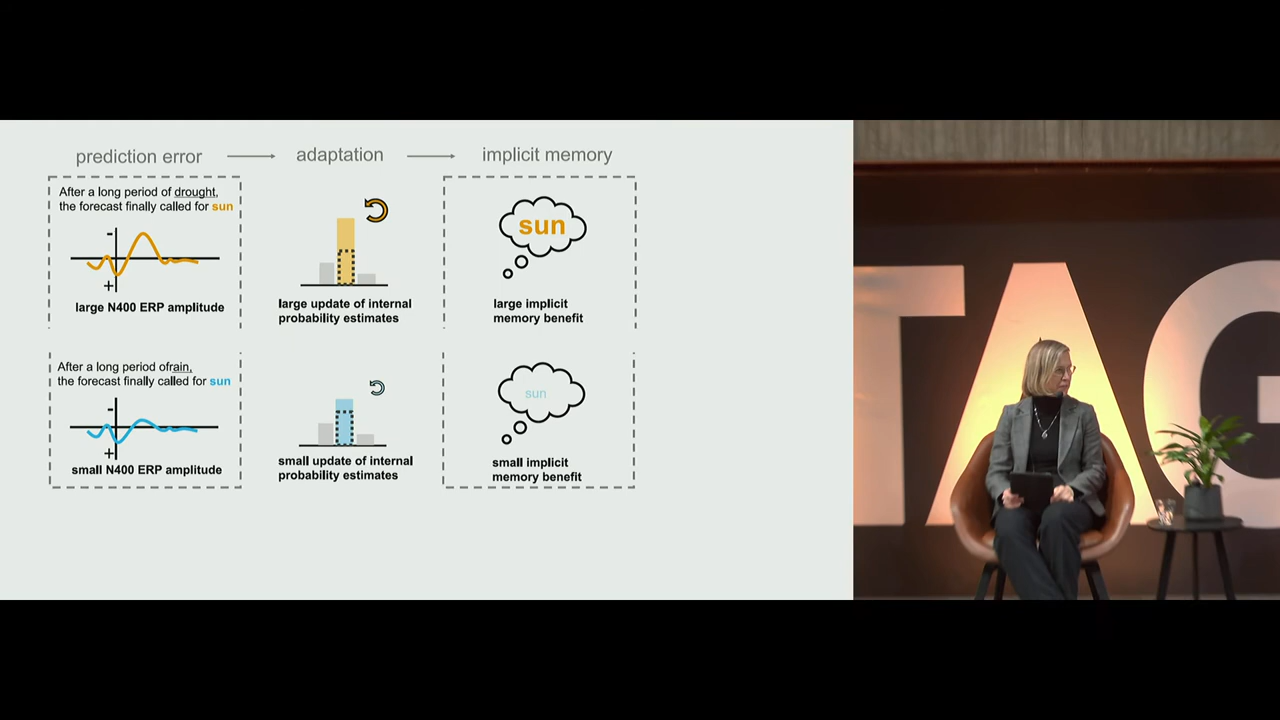 prediction error
adaptation
implicit memory
After a long period of drought,
the forecast finally called for sun
-
+
large N400 ERP amplitude
large update of internal
probability estimates
sun
large implicit
memory benefit
After a long period ofrain,
the forecast finally called for sun
-
+
small N400 ERP amplitude
small update of internal
probability estimates
sun
small implicit
memory benefit
TAG